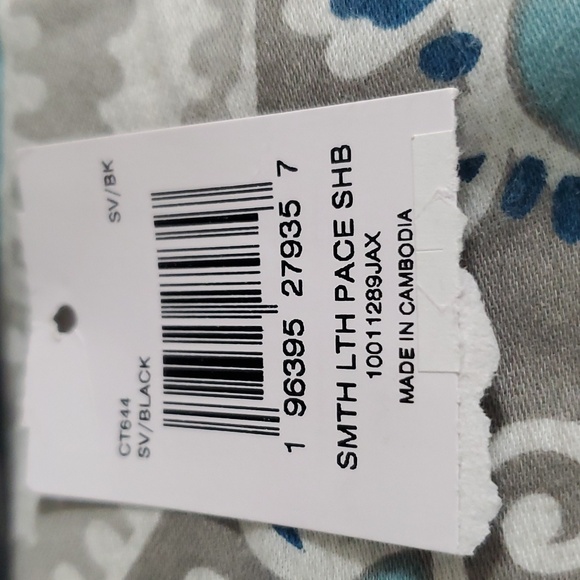 CT644 SV/BK
SV/BLACK
1 96395 27935 7
SMTH LTH PACE SHB
10011289JAX
MADE IN CAMBODIA